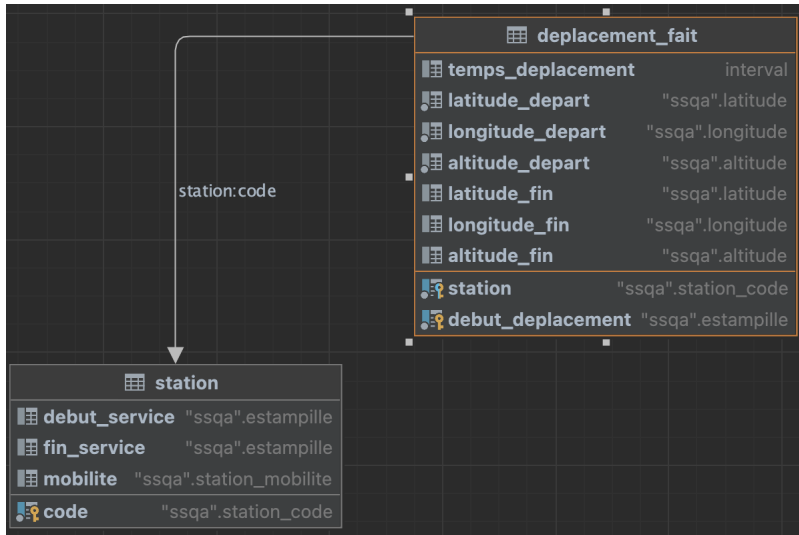 deplacement_fait
temps_deplacement interval
latitude_depart "ssqa".latitude
longitude_depart "ssqa".longitude
altitude_depart "ssqa".altitude
latitude_fin "ssqa".latitude
longitude_fin "ssqa".longitude
altitude_fin "ssqa".altitude
station "ssqa".station_code
debut_deplacement "ssqa".estampille
station:code
station
debut_service "ssqa".estampille
fin_service "ssqa".estampille
mobilite "ssqa".station_mobilite
code "ssqa".station_code